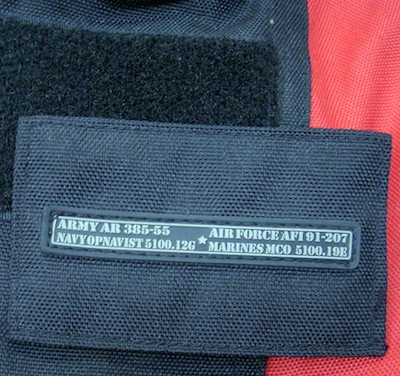 ARMY AR 385-55 AIR FORCE AFI 91-207
NAVY OPNAVIST 5100.12G ★ MARINES MCO 5100.19E